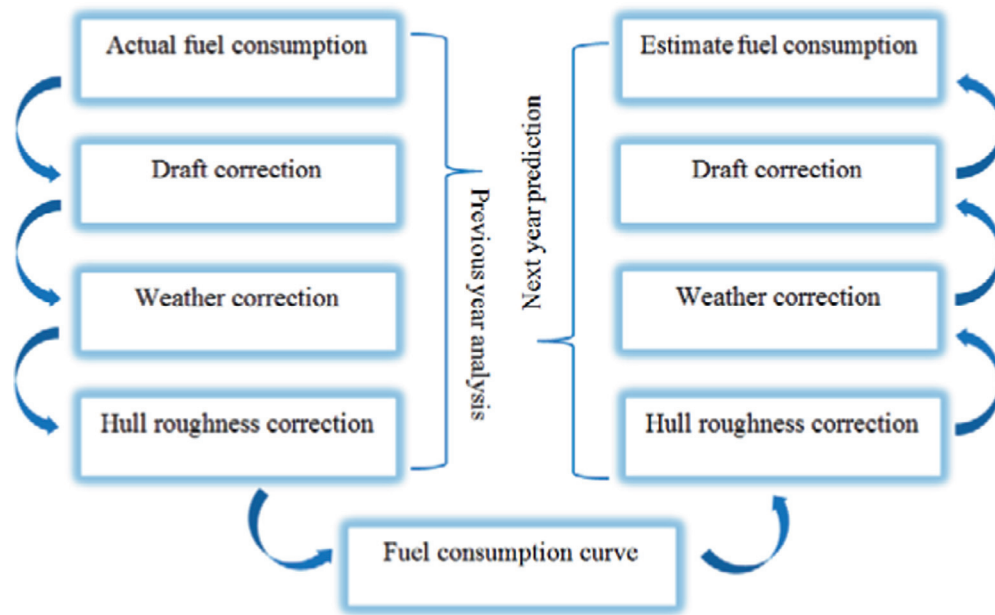 Actual fuel consumption
Draft correction
Weather correction
Hull roughness correction
Previous year analysis
Fuel consumption curve
Next year prediction
Estimate fuel consumption
Draft correction
Weather correction
Hull roughness correction